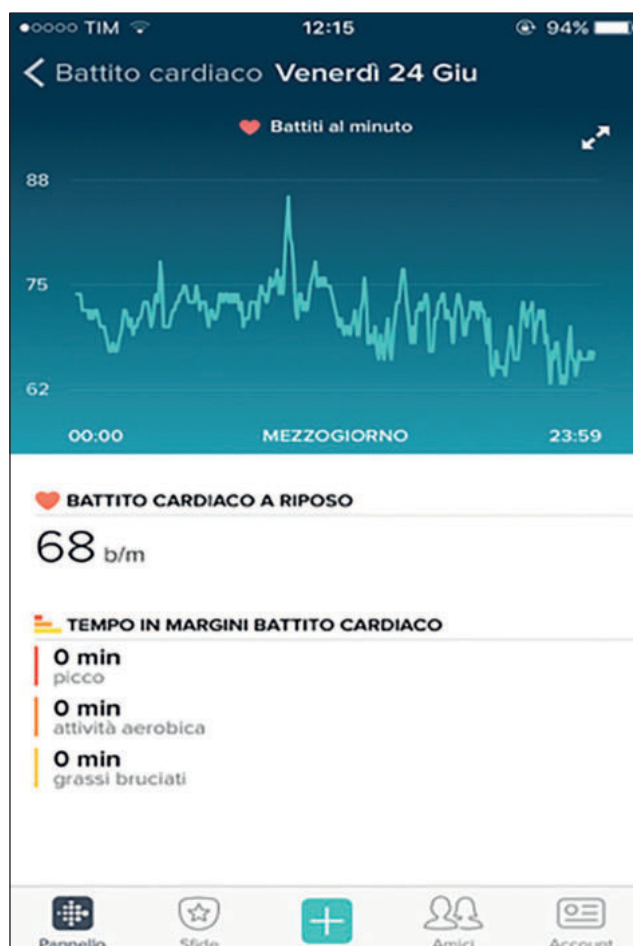 TIM 12:15 94%
Battito cardiaco Venerdì 24 Giu
Battiti al minuto
88
75
62
00:00 MEZZOGIORNO 23:59
BATTITO CARDIACO A RIPOSO
68 b/m
TEMPO IN MARGINI BATTITO CARDIACO
0 min
picco
0 min
attività aerobica
0 min
grassi bruciati
Pannello Sfide Amici Account